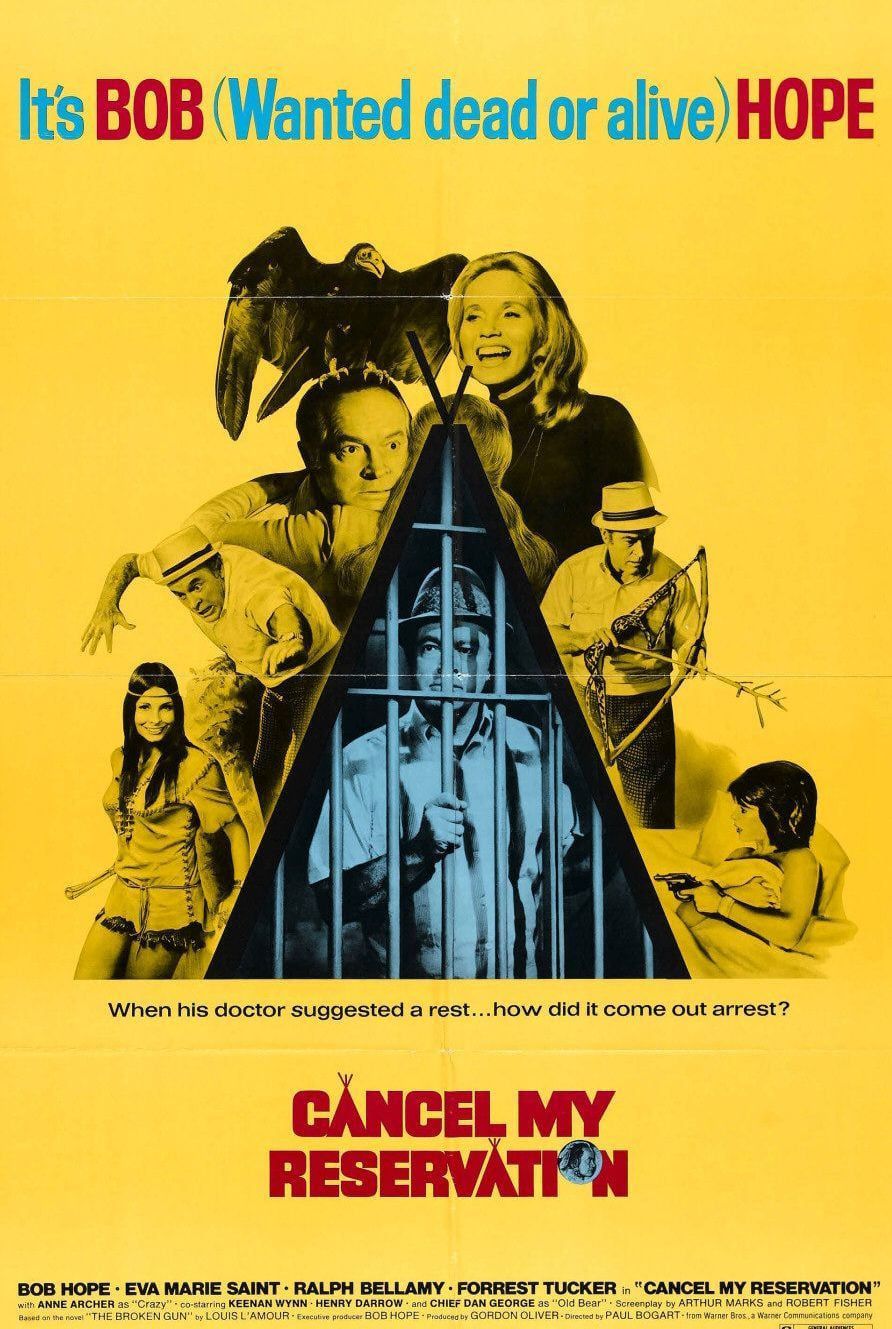 It's BOB (Wanted dead or alive) HOPE
When his doctor suggested a rest...how did it come out arrest?
CANCEL MY
RESERVATION
BOB HOPE · EVA MARIE SAINT · RALPH BELLAMY · FORREST TUCKER in "CANCEL MY RESERVATION"
with ANNE ARCHER as "Crazy" · co-starring KEENAN WYNN · HENRY DARROW · and CHIEF DAN GEORGE as "Old Bear" · Screenplay by ARTHUR MARKS and ROBERT FISHER
Based on the novel "THE BROKEN GUN" by LOUIS L'AMOUR · Executive producer BOB HOPE · Produced by GORDON OLIVER · Directed by PAUL BOGART · from Warner Bros., a Warner Communications company
GENERAL AUDIENCES